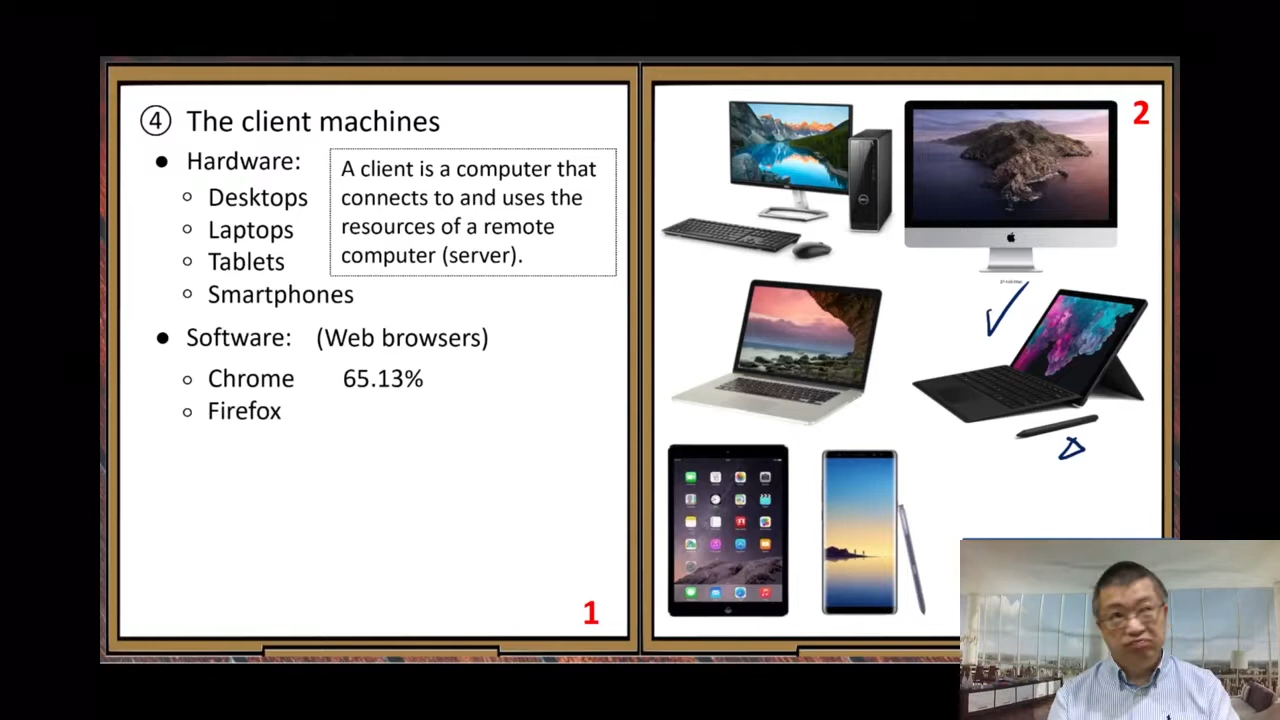 ④ The client machines
● Hardware:
○ Desktops
○ Laptops
○ Tablets
○ Smartphones
A client is a computer that
connects to and uses the
resources of a remote
computer (server).
● Software: (Web browsers)
○ Chrome 65.13%
○ Firefox
1
2